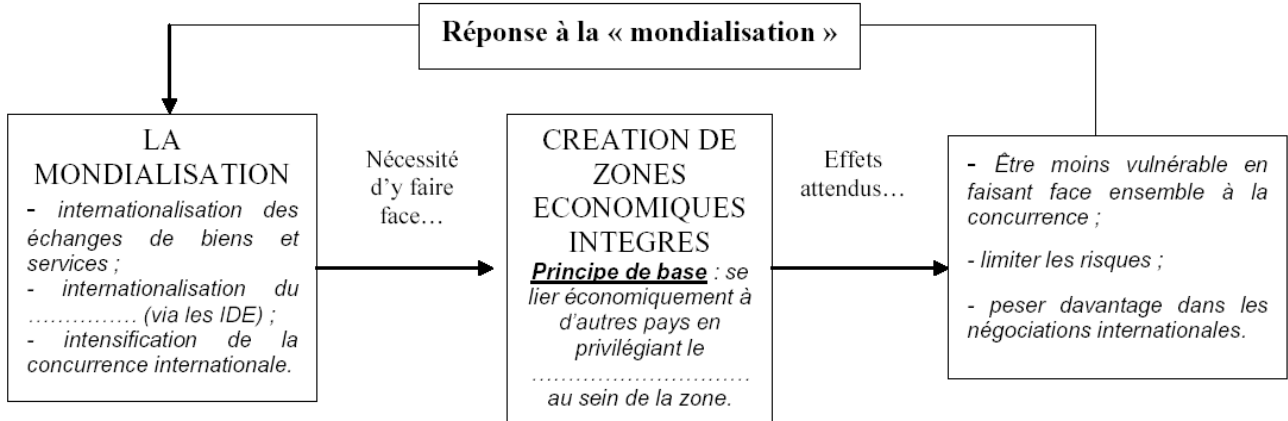 Réponse à la « mondialisation »
LA
MONDIALISATION
- internationalisation des
échanges de biens et
services ;
- internationalisation du
…………… (via les IDE) ;
- intensification de la
concurrence internationale.
Nécessité
d’y faire
face…
CREATION DE
ZONES
ECONOMIQUES
INTEGRES
Principe de base : se
lier économiquement à
d’autres pays en
privilégiant le
…………………………
au sein de la zone.
Effets
attendus…
- Être moins vulnérable en
faisant face ensemble à la
concurrence ;
- limiter les risques ;
- peser davantage dans les
négociations internationales.